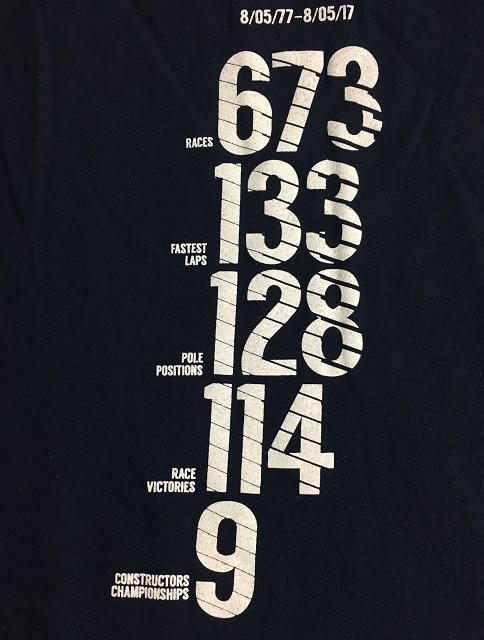 8/05/77-8/05/17
RACES 673
FASTEST
LAPS 133
POLE
POSITIONS 128
RACE
VICTORIES 114
CONSTRUCTORS
CHAMPIONSHIPS 9